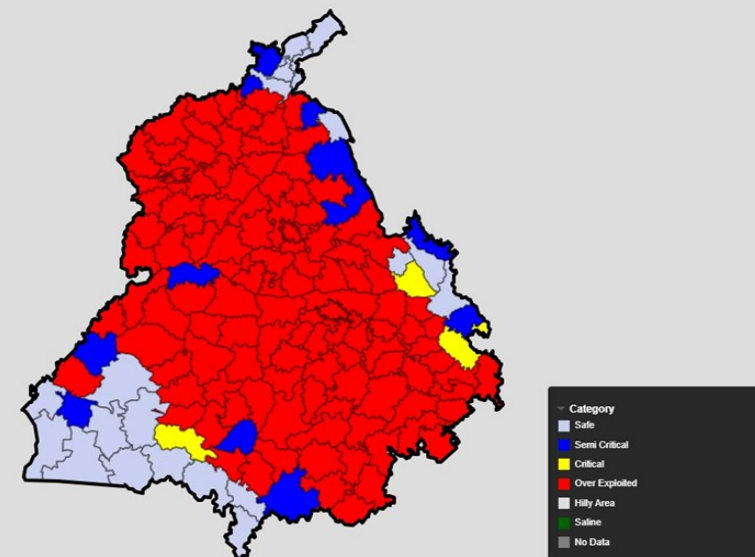 Category
Safe
Semi Critical
Critical
Over Exploited
Hilly Area
Saline
No Data